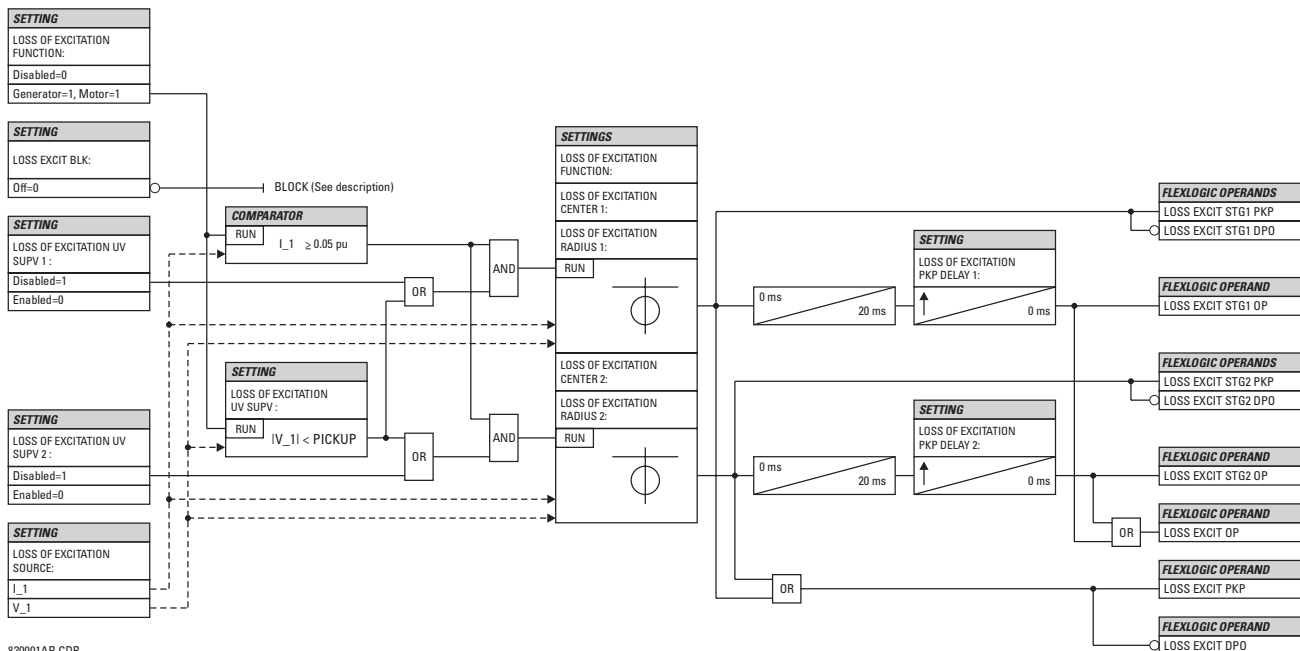 SETTING
LOSS OF EXCITATION
FUNCTION:
Disabled=0
Generator=1, Motor=1
SETTING
LOSS EXCIT BLK:
Off=0
BLOCK (See description)
SETTING
LOSS OF EXCITATION UV
SUPV 1 :
Disabled=1
Enabled=0
SETTING
LOSS OF EXCITATION UV
SUPV 2 :
Disabled=1
Enabled=0
SETTING
LOSS OF EXCITATION
SOURCE:
I_1
V_1
830001AB.CDR
COMPARATOR
RUN
I_1 ≥ 0.05 pu
SETTING
LOSS OF EXCITATION
UV SUPV :
RUN
|V_1| < PICKUP
OR
OR
AND
AND
SETTINGS
LOSS OF EXCITATION
FUNCTION:
LOSS OF EXCITATION
CENTER 1:
LOSS OF EXCITATION
RADIUS 1:
RUN
LOSS OF EXCITATION
CENTER 2:
LOSS OF EXCITATION
RADIUS 2:
RUN
0 ms
20 ms
SETTING
LOSS OF EXCITATION
PKP DELAY 1:
0 ms
0 ms
20 ms
SETTING
LOSS OF EXCITATION
PKP DELAY 2:
0 ms
OR
OR
FLEXLOGIC OPERANDS
LOSS EXCIT STG1 PKP
LOSS EXCIT STG1 DPO
FLEXLOGIC OPERAND
LOSS EXCIT STG1 OP
FLEXLOGIC OPERANDS
LOSS EXCIT STG2 PKP
LOSS EXCIT STG2 DPO
FLEXLOGIC OPERAND
LOSS EXCIT STG2 OP
FLEXLOGIC OPERAND
LOSS EXCIT OP
FLEXLOGIC OPERAND
LOSS EXCIT PKP
FLEXLOGIC OPERAND
LOSS EXCIT DPO